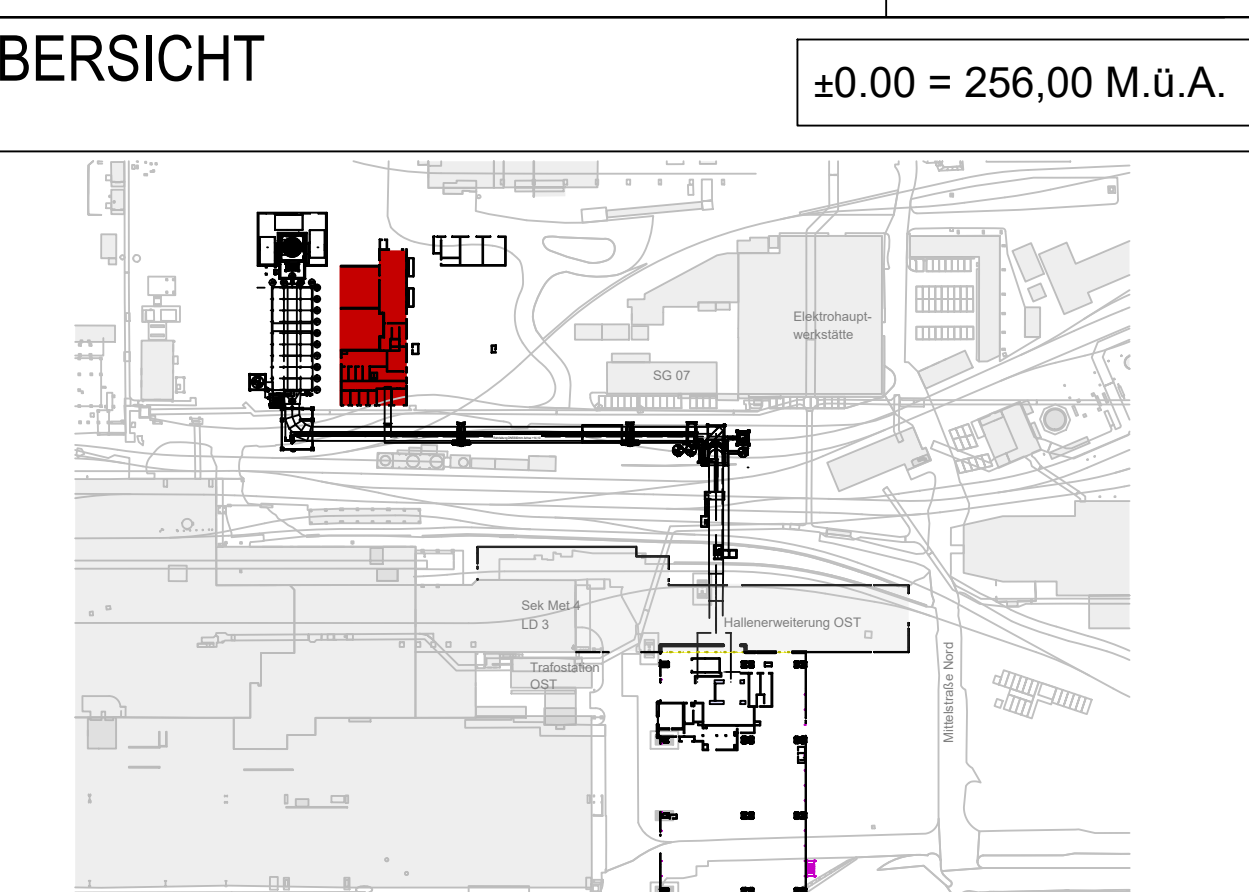 BERSICHT
±0.00 = 256,00 M.ü.A.
Elektrohaupt-
werkstätte
SG 07
Sek Met 4
LD 3
Hallenerweiterung OST
Trafostation
OST
Mittelstraße Nord